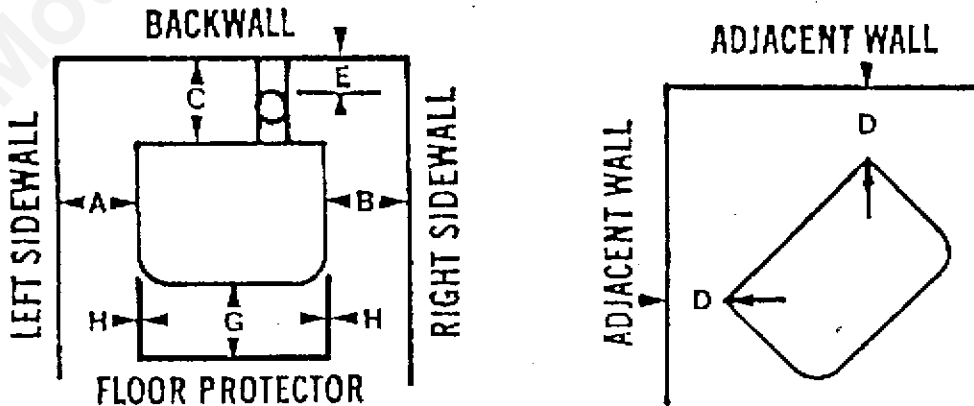 BACKWALL
E
C
LEFT SIDEWALL
A
B
RIGHT SIDEWALL
H
G
H
FLOOR PROTECTOR
ADJACENT WALL
D
ADJACENT WALL
D